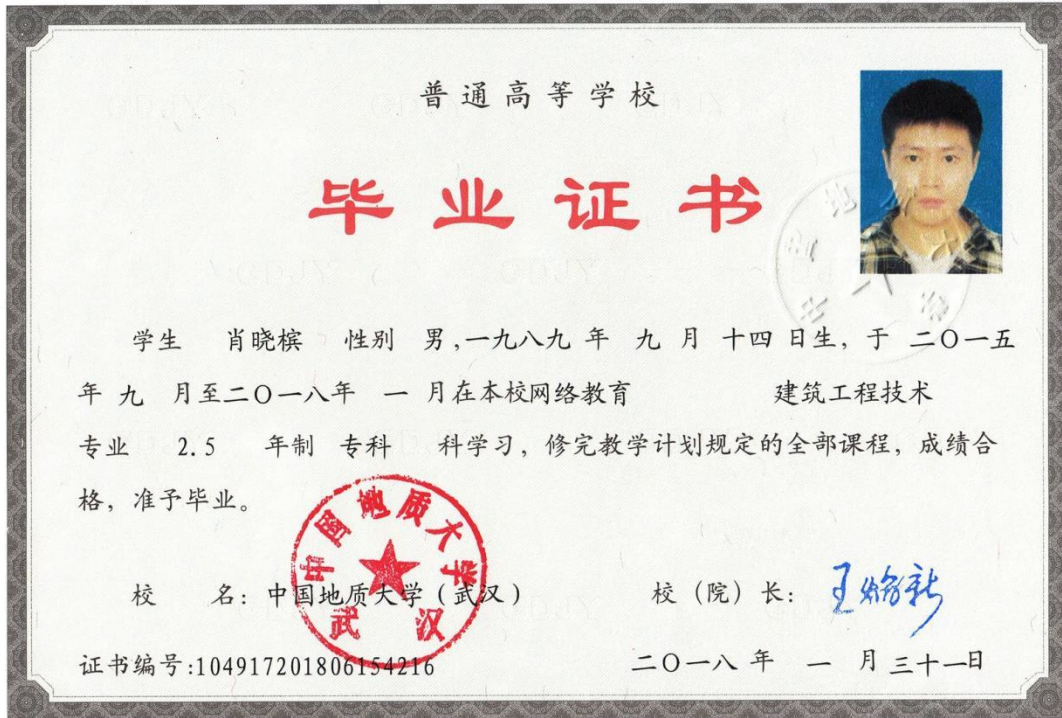 普通高等学校
毕业证书
学生 肖晓槟 性别 男,一九八九 年 九 月 十四 日生, 于 二〇一五
年 九 月至二〇一八年 一 月在本校网络教育 建筑工程技术
专业 2.5 年制 专科 科学习, 修完教学计划规定的全部课程, 成绩合
格, 准予毕业。
中国地质大学
武汉
校 名: 中国地质大学(武汉)
校(院)长:
证书编号:104917201806154216
二〇一八 年 一 月 三十一日